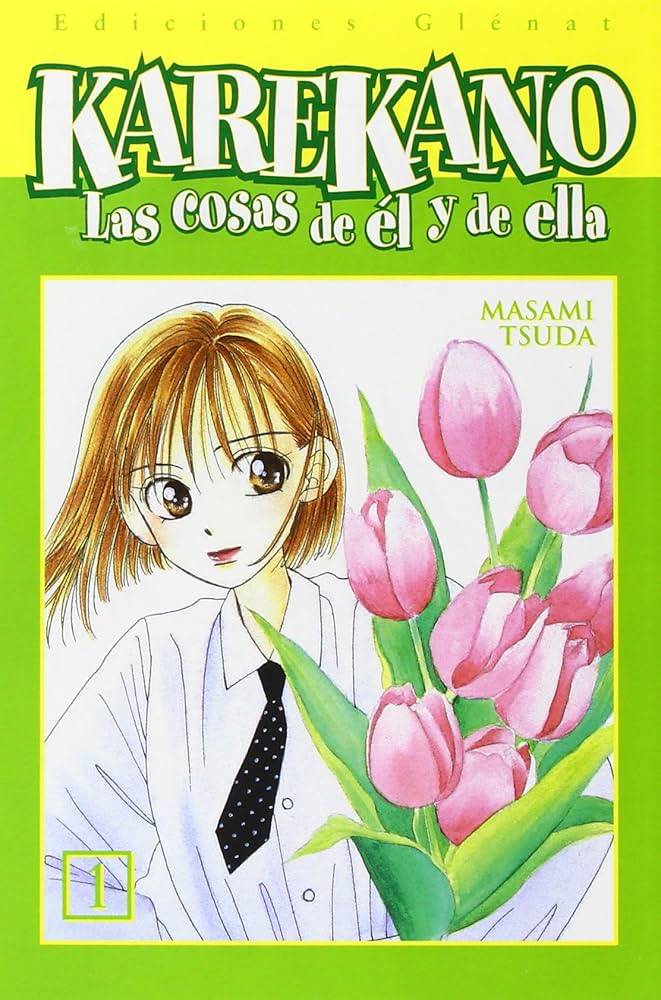 Ediciones Glénat
KAREKANO
Las cosas de él y de ella
MASAMI
TSUDA
1